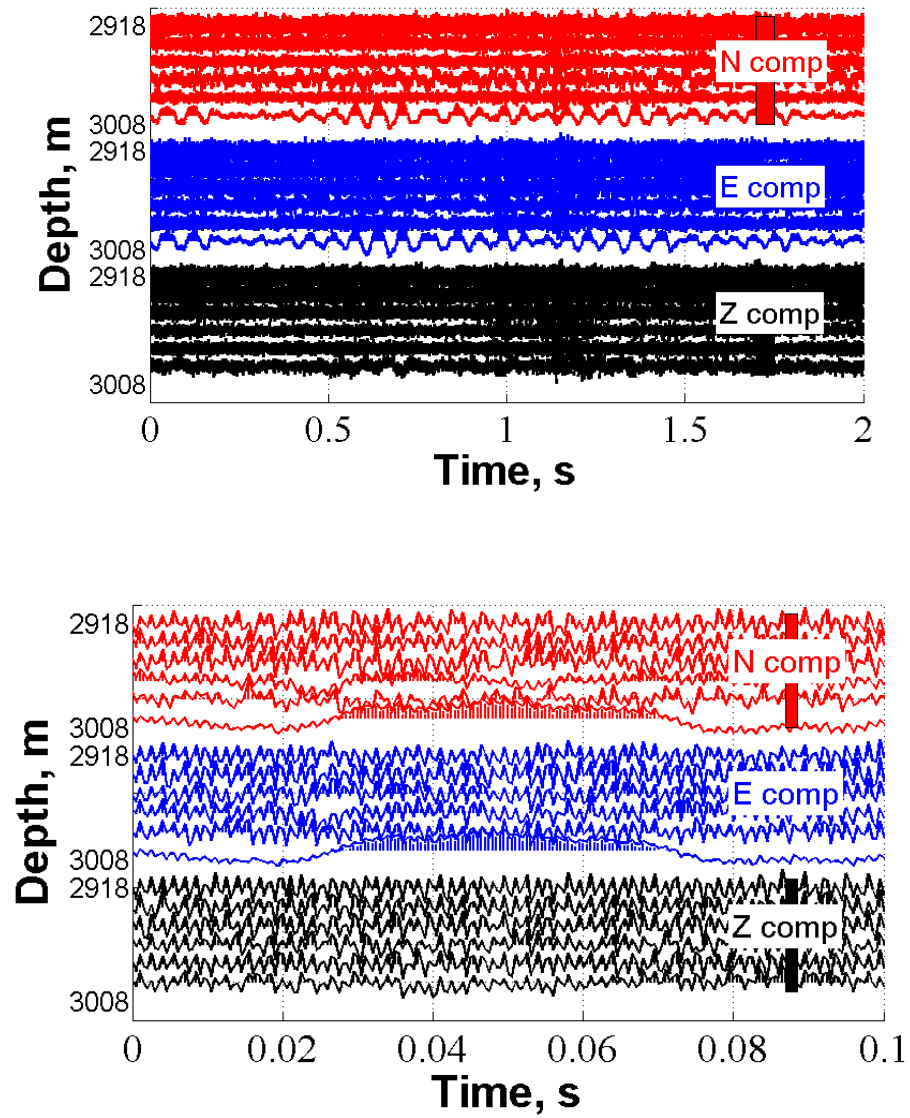 2918
N comp
3008
2918
E comp
3008
2918
Z comp
3008
Depth, m
0 0.5 1 1.5 2
Time, s
2918
N comp
3008
2918
E comp
3008
2918
Z comp
3008
Depth, m
0 0.02 0.04 0.06 0.08 0.1
Time, s